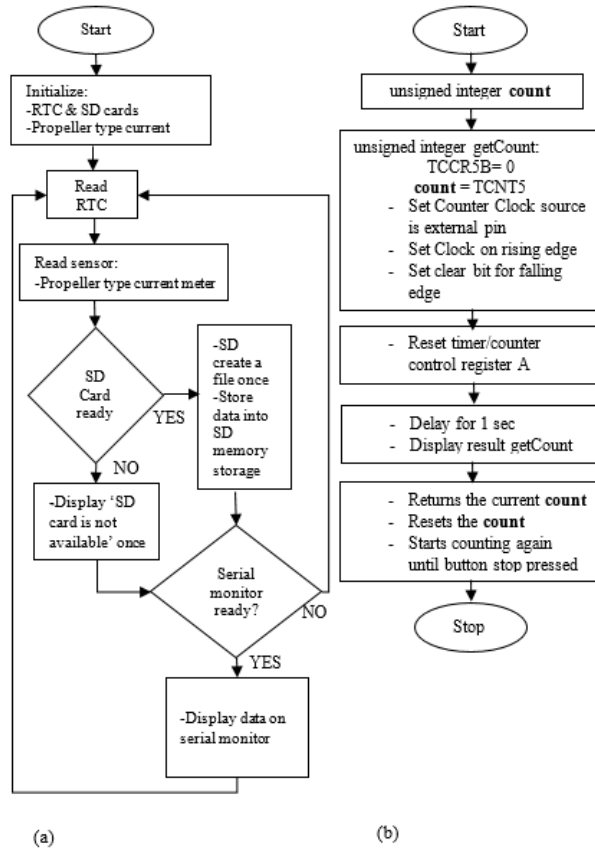 Start
Initialize:
-RTC & SD cards
-Propeller type current
Read
RTC
Read sensor:
-Propeller type current meter
SD
Card
ready
YES
NO
-SD
create a
file once
-Store
data into
SD
memory
storage
-Display ‘SD
card is not
available’ once
Serial
monitor
ready?
NO
YES
-Display data on
serial monitor
(a)
Start
unsigned integer count
unsigned integer getCount:
TCCR5B= 0
count = TCNT5
- Set Counter Clock source
is external pin
- Set Clock on rising edge
- Set clear bit for falling
edge
- Reset timer/counter
control register A
- Delay for 1 sec
- Display result getCount
- Returns the current count
- Resets the count
- Starts counting again
until button stop pressed
Stop
(b)